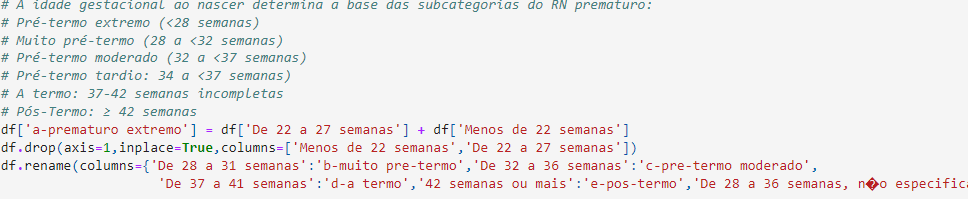 # A idade gestacional ao nascer determina a base das subcategorias do RN prematuro:
# Pré-termo extremo (<28 semanas)
# Muito pré-termo (28 a <32 semanas)
# Pré-termo moderado (32 a <37 semanas)
# Pré-termo tardio: 34 a <37 semanas)
# A termo: 37-42 semanas incompletas
# Pós-Termo: ≥ 42 semanas
df['a-prematuro extremo'] = df['De 22 a 27 semanas'] + df['Menos de 22 semanas']
df.drop(axis=1,inplace=True,columns=['Menos de 22 semanas','De 22 a 27 semanas'])
df.rename(columns={'De 28 a 31 semanas':'b-muito pre-termo','De 32 a 36 semanas':'c-pre-termo moderado',
'De 37 a 41 semanas':'d-a termo','42 semanas ou mais':'e-pos-termo','De 28 a 36 semanas, n�o especifica